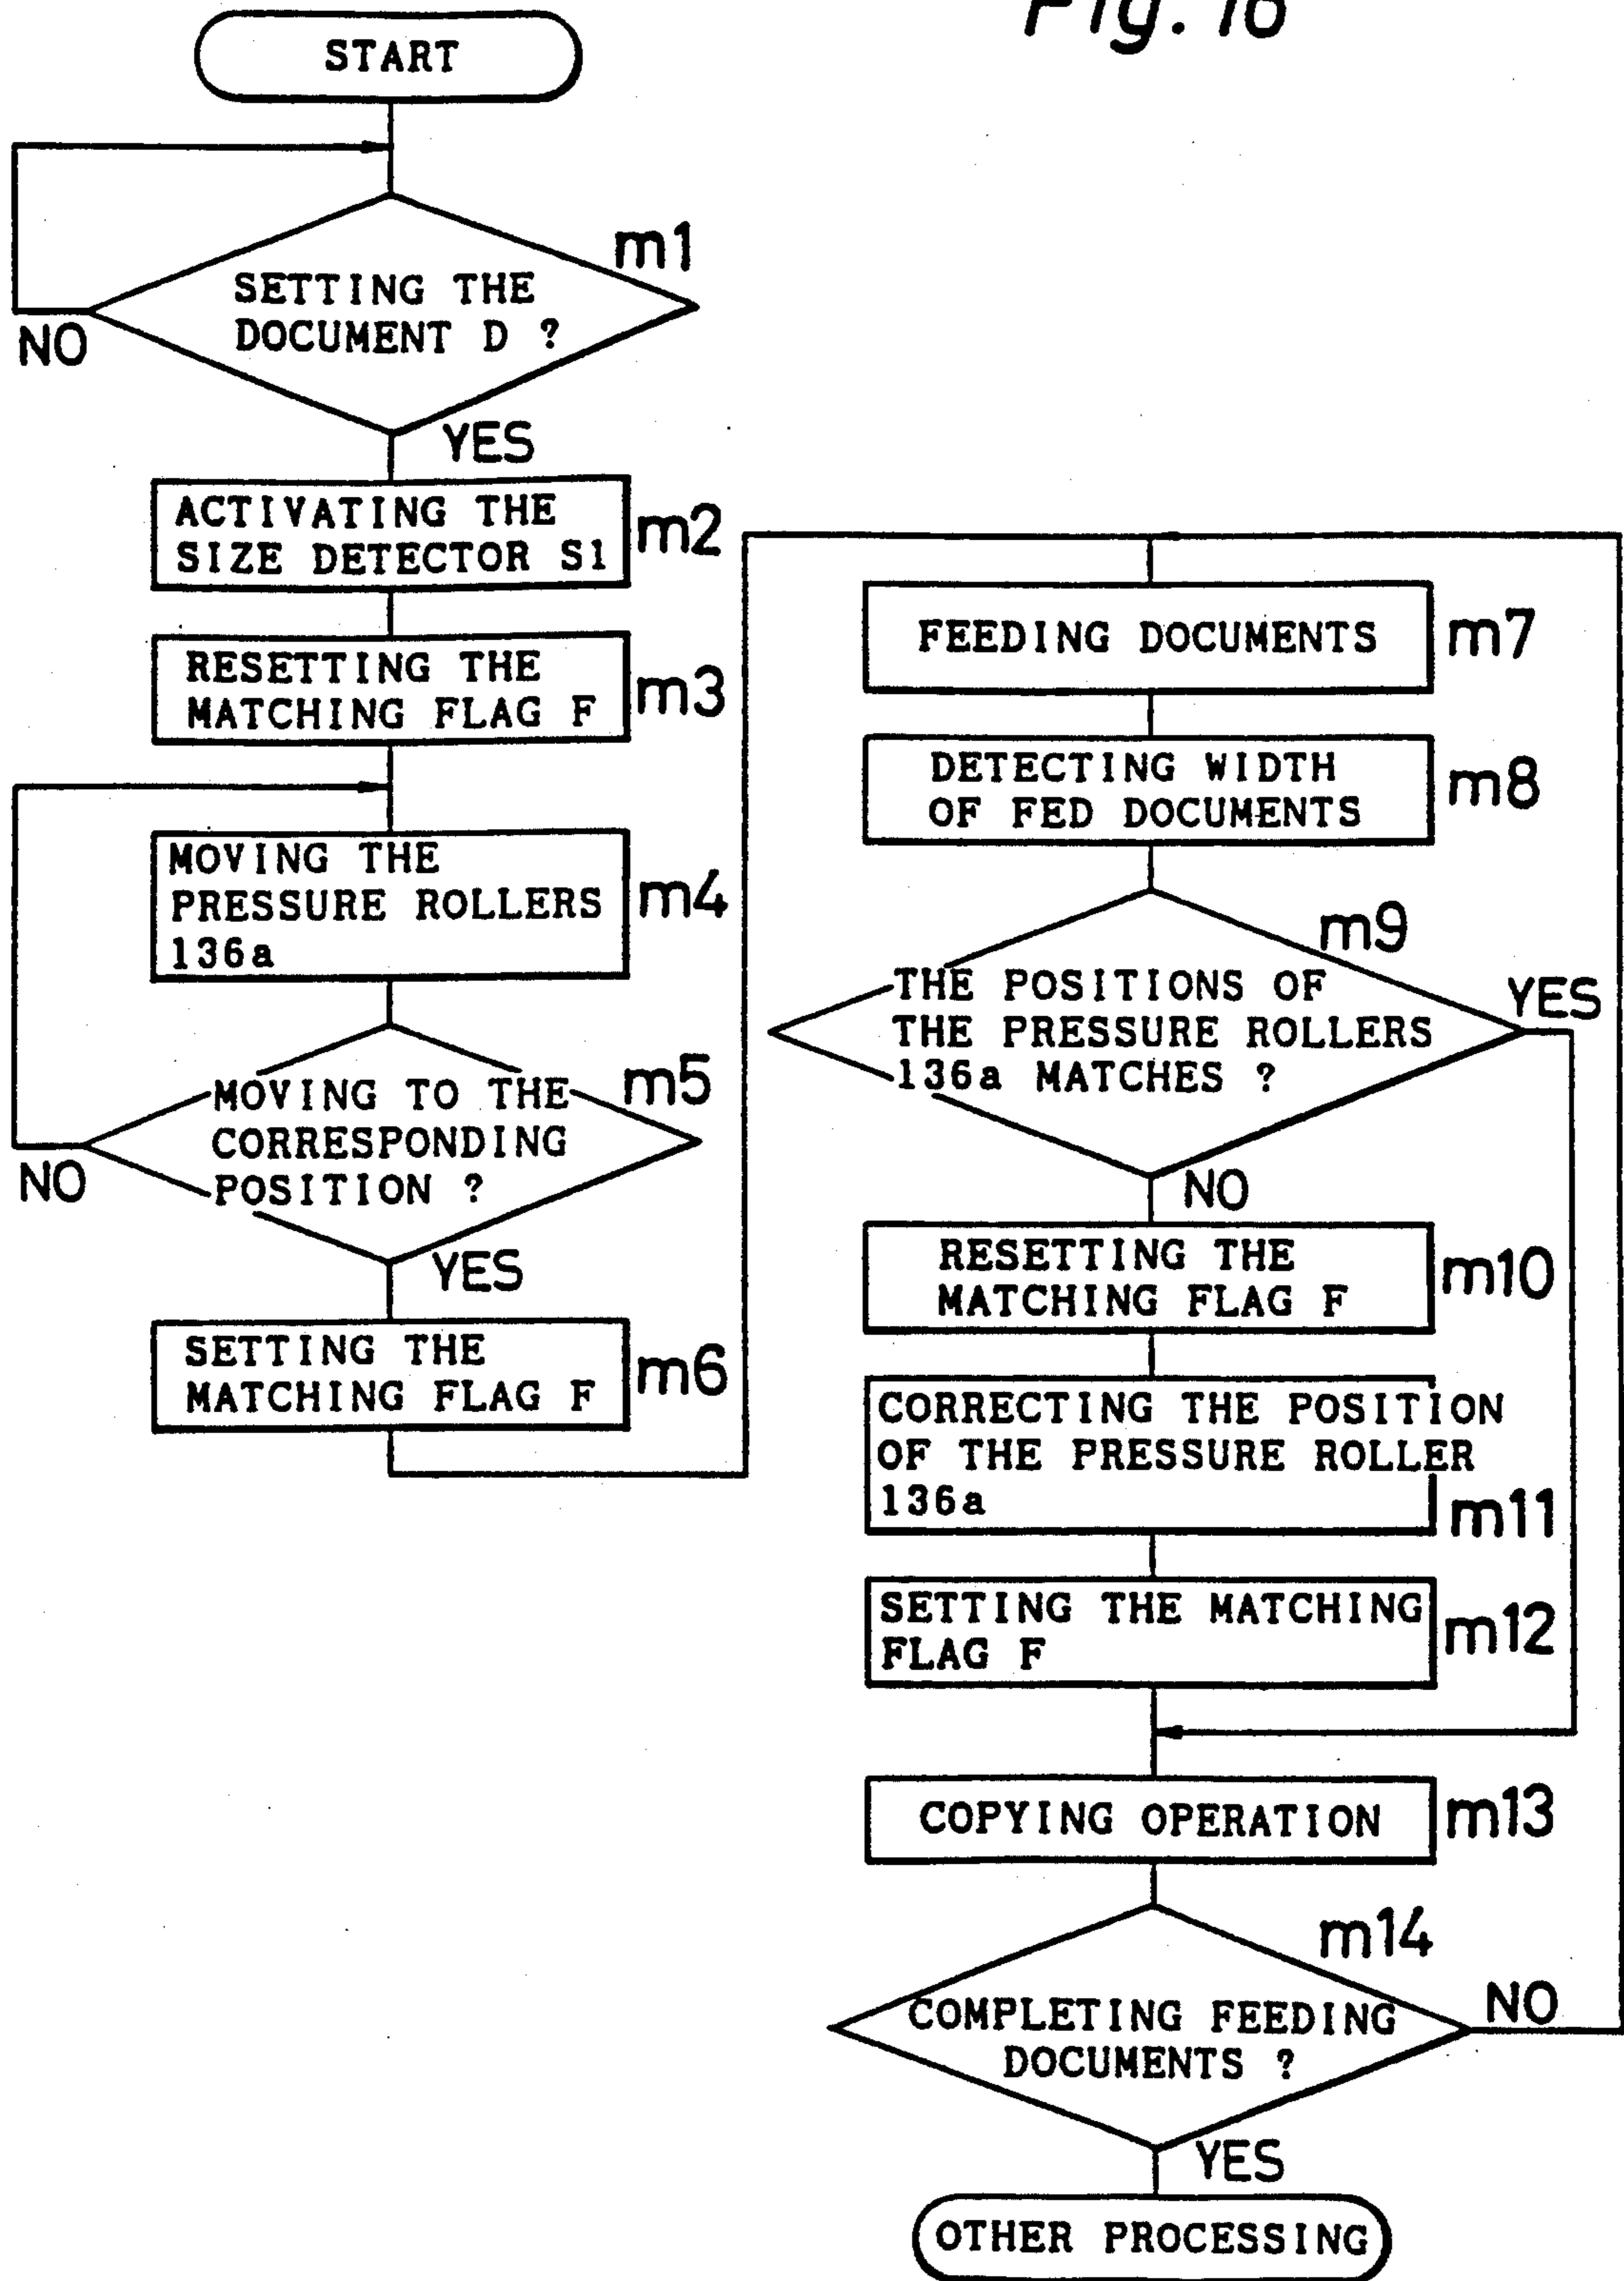 Fig. 16
START
m1
SETTING THE
DOCUMENT D ?
NO
YES
ACTIVATING THE
SIZE DETECTOR S1
m2
RESETTING THE
MATCHING FLAG F
m3
MOVING THE
PRESSURE ROLLERS
136a
m4
m5
MOVING TO THE
CORRESPONDING
POSITION ?
NO
YES
SETTING THE
MATCHING FLAG F
m6
FEEDING DOCUMENTS
m7
DETECTING WIDTH
OF FED DOCUMENTS
m8
m9
THE POSITIONS OF
THE PRESSURE ROLLERS
136a MATCHES ?
YES
NO
RESETTING THE
MATCHING FLAG F
m10
CORRECTING THE POSITION
OF THE PRESSURE ROLLER
136a
m11
SETTING THE MATCHING
FLAG F
m12
COPYING OPERATION
m13
m14
COMPLETING FEEDING
DOCUMENTS ?
NO
YES
OTHER PROCESSING